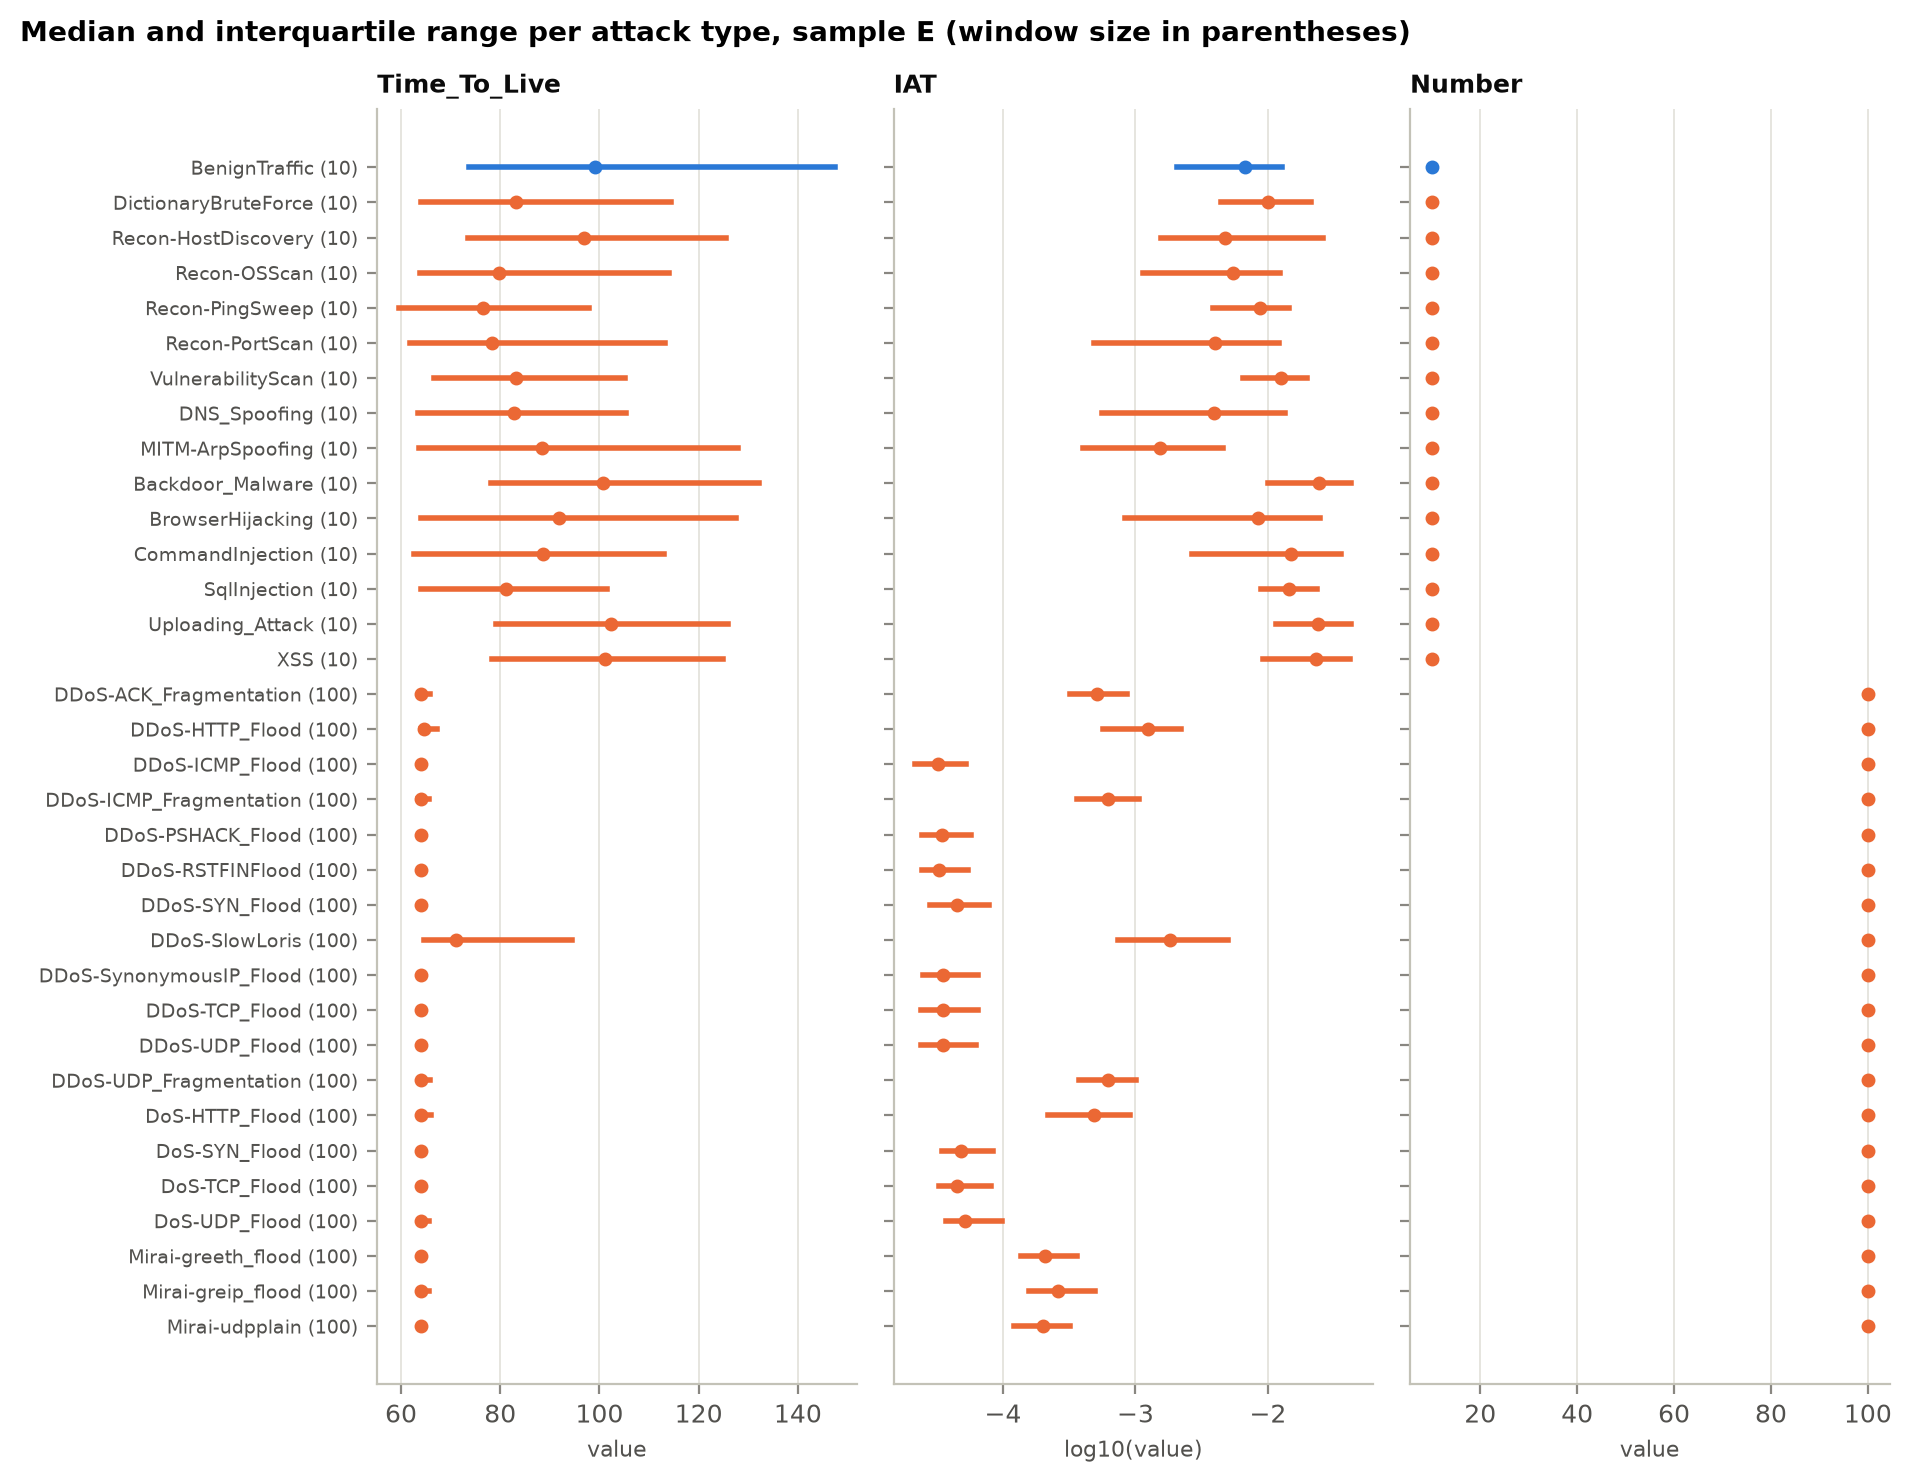 Median and interquartile range per attack type, sample E (window size in parentheses)
Time_To_Live
IAT
Number
BenignTraffic (10)
DictionaryBruteForce (10)
Recon-HostDiscovery (10)
Recon-OSScan (10)
Recon-PingSweep (10)
Recon-PortScan (10)
VulnerabilityScan (10)
DNS_Spoofing (10)
MITM-ArpSpoofing (10)
Backdoor_Malware (10)
BrowserHijacking (10)
CommandInjection (10)
SqlInjection (10)
Uploading_Attack (10)
XSS (10)
DDoS-ACK_Fragmentation (100)
DDoS-HTTP_Flood (100)
DDoS-ICMP_Flood (100)
DDoS-ICMP_Fragmentation (100)
DDoS-PSHACK_Flood (100)
DDoS-RSTFINFlood (100)
DDoS-SYN_Flood (100)
DDoS-SlowLoris (100)
DDoS-SynonymousIP_Flood (100)
DDoS-TCP_Flood (100)
DDoS-UDP_Flood (100)
DDoS-UDP_Fragmentation (100)
DoS-HTTP_Flood (100)
DoS-SYN_Flood (100)
DoS-TCP_Flood (100)
DoS-UDP_Flood (100)
Mirai-greeth_flood (100)
Mirai-greip_flood (100)
Mirai-udpplain (100)
60 80 100 120 140
value
−4 −3 −2
log10(value)
20 40 60 80 100
value